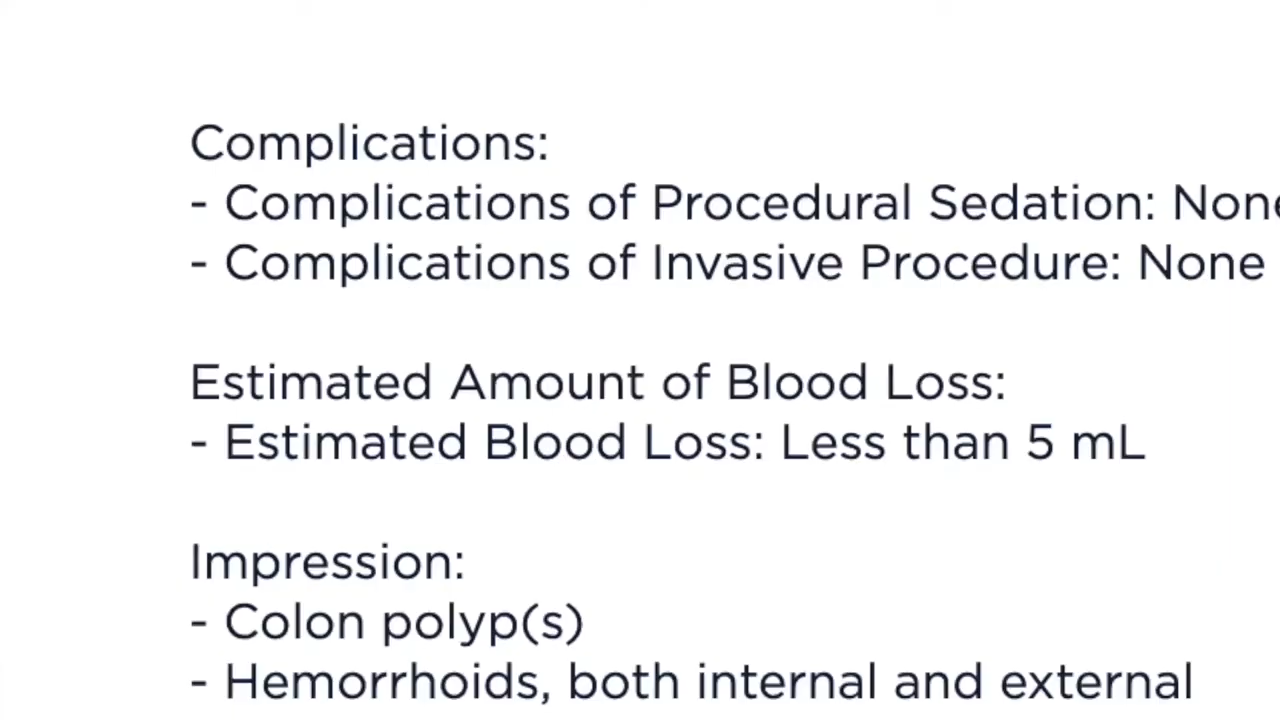 Complications:
- Complications of Procedural Sedation: None
- Complications of Invasive Procedure: None
Estimated Amount of Blood Loss:
- Estimated Blood Loss: Less than 5 mL
Impression:
- Colon polyp(s)
- Hemorrhoids, both internal and external